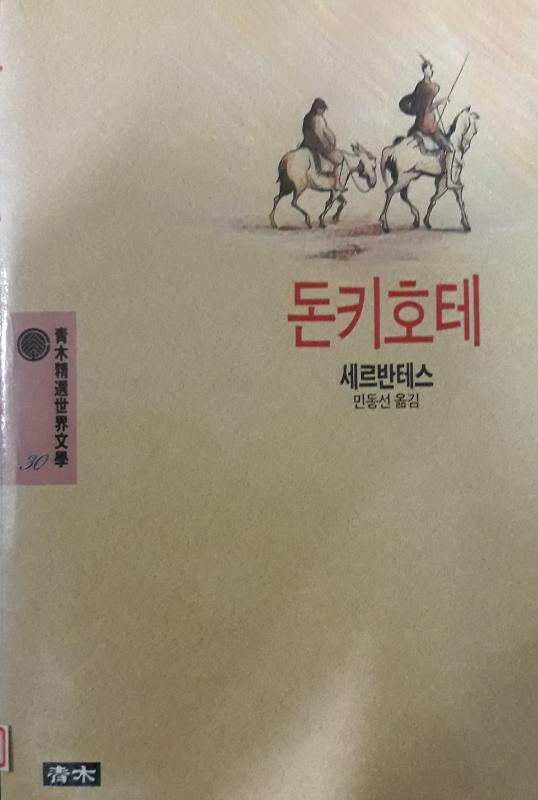 돈키호테
세르반테스
민동선 옮김
青木精選世界文學
30
青木